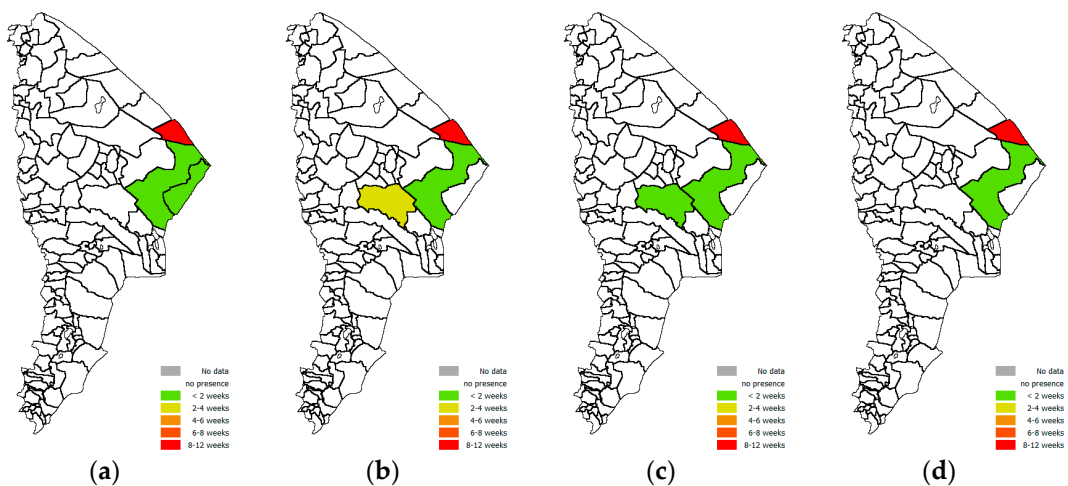 No data
no presence
< 2 weeks
2-4 weeks
4-6 weeks
6-8 weeks
8-12 weeks
(a)
No data
no presence
< 2 weeks
2-4 weeks
4-6 weeks
6-8 weeks
8-12 weeks
(b)
No data
no presence
< 2 weeks
2-4 weeks
4-6 weeks
6-8 weeks
8-12 weeks
(c)
No data
no presence
< 2 weeks
2-4 weeks
4-6 weeks
6-8 weeks
8-12 weeks
(d)